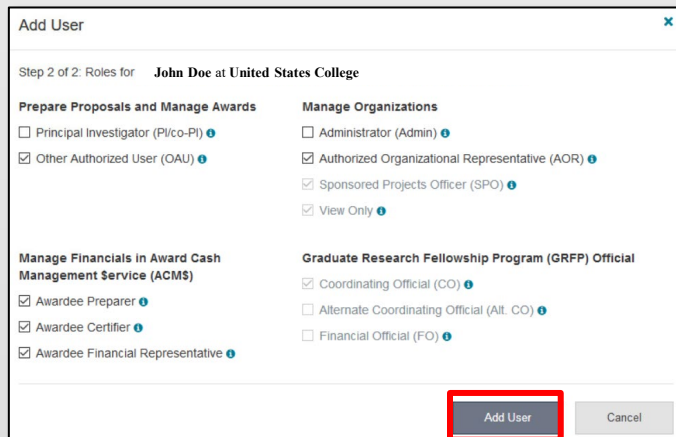 Add User
×
Step 2 of 2: Roles for John Doe at United States College
Prepare Proposals and Manage Awards
Principal Investigator (PI/co-PI)
Other Authorized User (OAU)
Manage Organizations
Administrator (Admin)
Authorized Organizational Representative (AOR)
Sponsored Projects Officer (SPO)
View Only
Manage Financials in Award Cash
Management $ervice (ACM$)
Awardee Preparer
Awardee Certifier
Awardee Financial Representative
Graduate Research Fellowship Program (GRFP) Official
Coordinating Official (CO)
Alternate Coordinating Official (Alt. CO)
Financial Official (FO)
Add User
Cancel